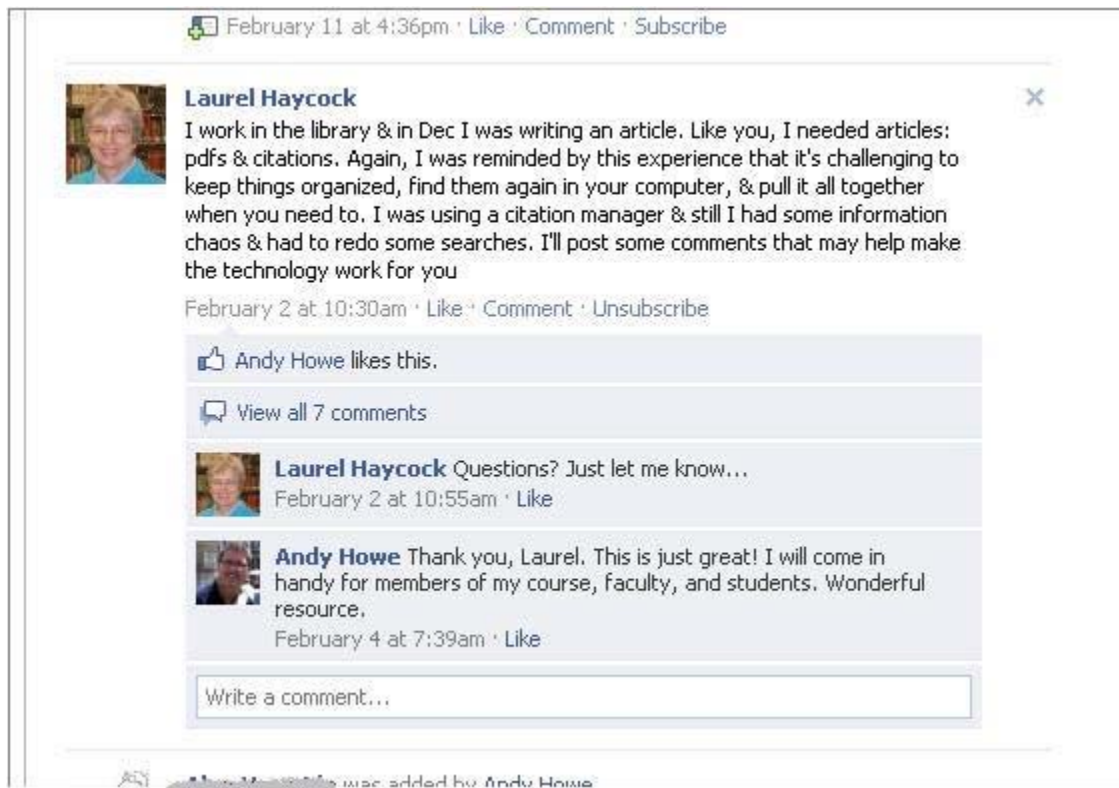 February 11 at 4:36pm · Like · Comment · Subscribe
Laurel Haycock
I work in the library & in Dec I was writing an article. Like you, I needed articles:
pdfs & citations. Again, I was reminded by this experience that it's challenging to
keep things organized, find them again in your computer, & pull it all together
when you need to. I was using a citation manager & still I had some information
chaos & had to redo some searches. I'll post some comments that may help make
the technology work for you
February 2 at 10:30am · Like · Comment · Unsubscribe
Andy Howe likes this.
View all 7 comments
Laurel Haycock Questions? Just let me know...
February 2 at 10:55am · Like
Andy Howe Thank you, Laurel. This is just great! I will come in
handy for members of my course, faculty, and students. Wonderful
resource.
February 4 at 7:39am · Like
Write a comment...
was added by Andy Howe